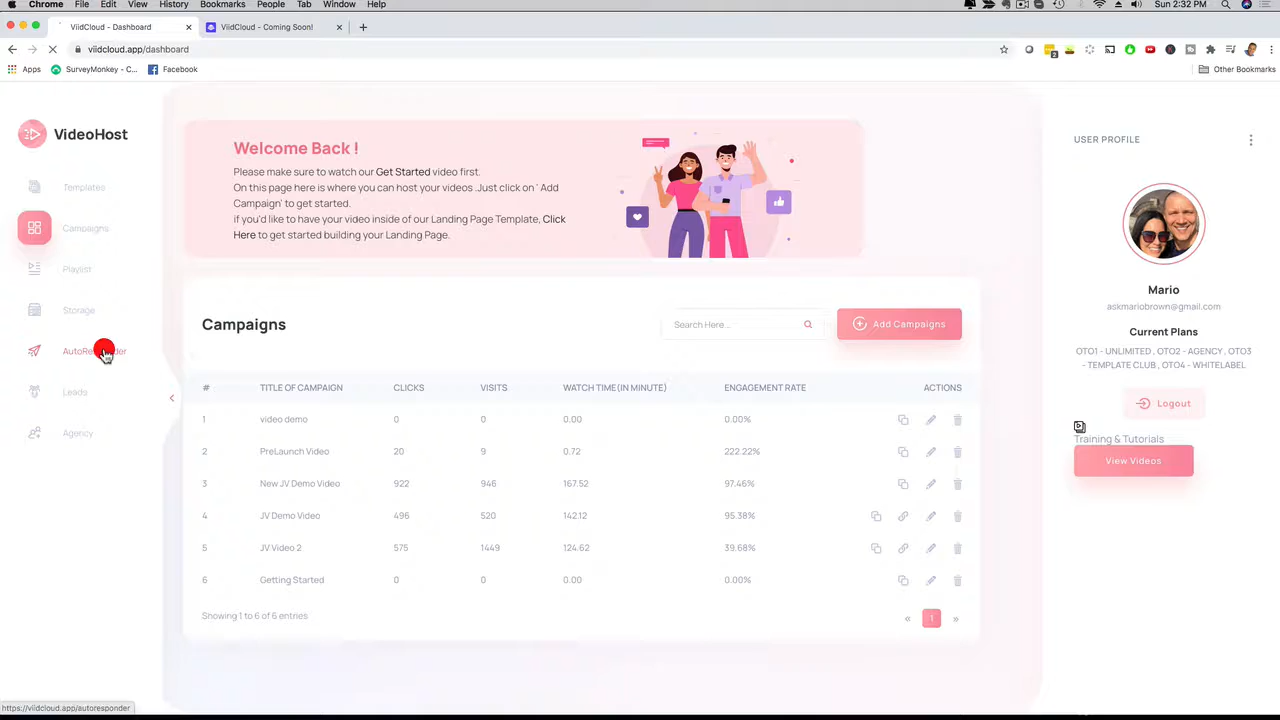 Chrome File Edit View History Bookmarks People Tab Window Help
Sun 2:32 PM
ViidCloud - Dashboard
ViidCloud - Coming Soon!
viidcloud.app/dashboard
Apps SurveyMonkey - C... Facebook
Other Bookmarks
VideoHost
Templates
Campaigns
Playlist
Storage
Leads
Agency
Welcome Back !
Please make sure to watch our Get Started video first.
On this page here is where you can host your videos .Just click on ' Add
Campaign' to get started.
if you'd like to have your video inside of our Landing Page Template, Click
Here to get started building your Landing Page.
Campaigns
Search Here...
Add Campaigns
# TITLE OF CAMPAIGN CLICKS VISITS WATCH TIME(IN MINUTE) ENGAGEMENT RATE ACTIONS
1 video demo 0 0 0.00 0.00%
2 PreLaunch Video 20 9 0.72 222.22%
3 New JV Demo Video 922 946 167.52 97.46%
4 JV Demo Video 496 520 142.12 95.38%
5 JV Video 2 575 1449 124.62 39.68%
6 Getting Started 0 0 0.00 0.00%
Showing 1 to 6 of 6 entries
« 1 »
USER PROFILE
Mario
askmariobrown@gmail.com
Current Plans
OTO1 - UNLIMITED , OTO2 - AGENCY , OTO3
- TEMPLATE CLUB , OTO4 - WHITELABEL
Logout
Training & Tutorials
View Videos
https://viidcloud.app/autoresponder